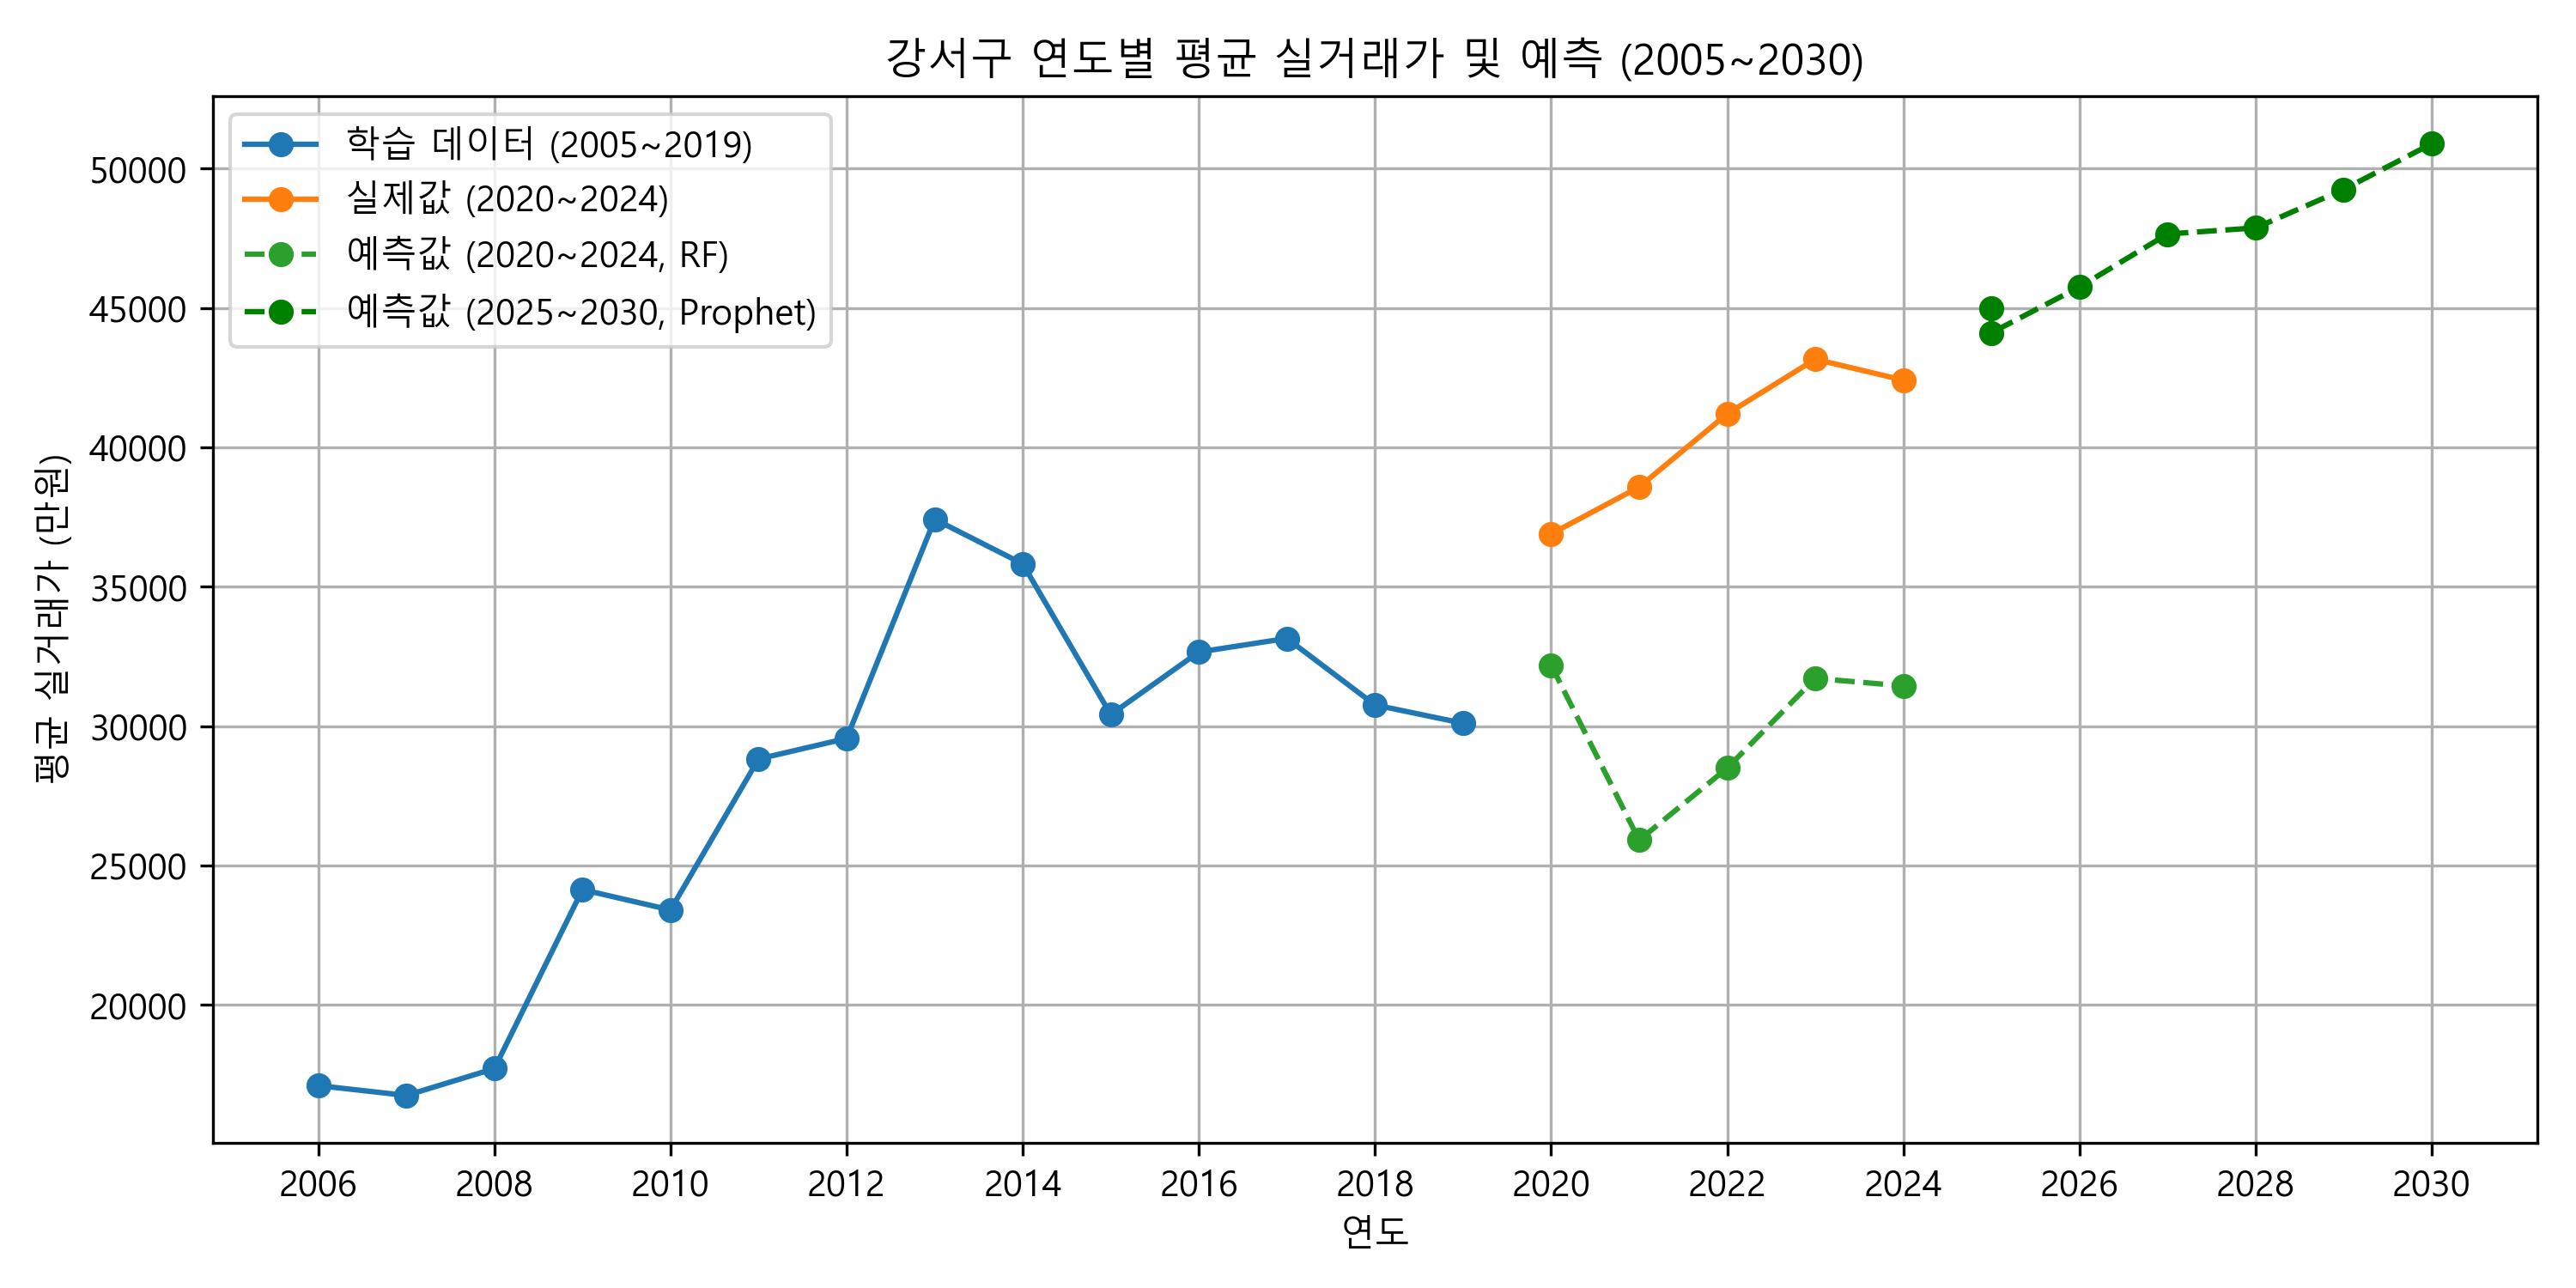 강서구 연도별 평균 실거래가 및 예측 (2005~2030)
학습 데이터 (2005~2019)
실제값 (2020~2024)
예측값 (2020~2024, RF)
예측값 (2025~2030, Prophet)
평균 실거래가 (만원)
50000
45000
40000
35000
30000
25000
20000
2006 2008 2010 2012 2014 2016 2018 2020 2022 2024 2026 2028 2030
연도